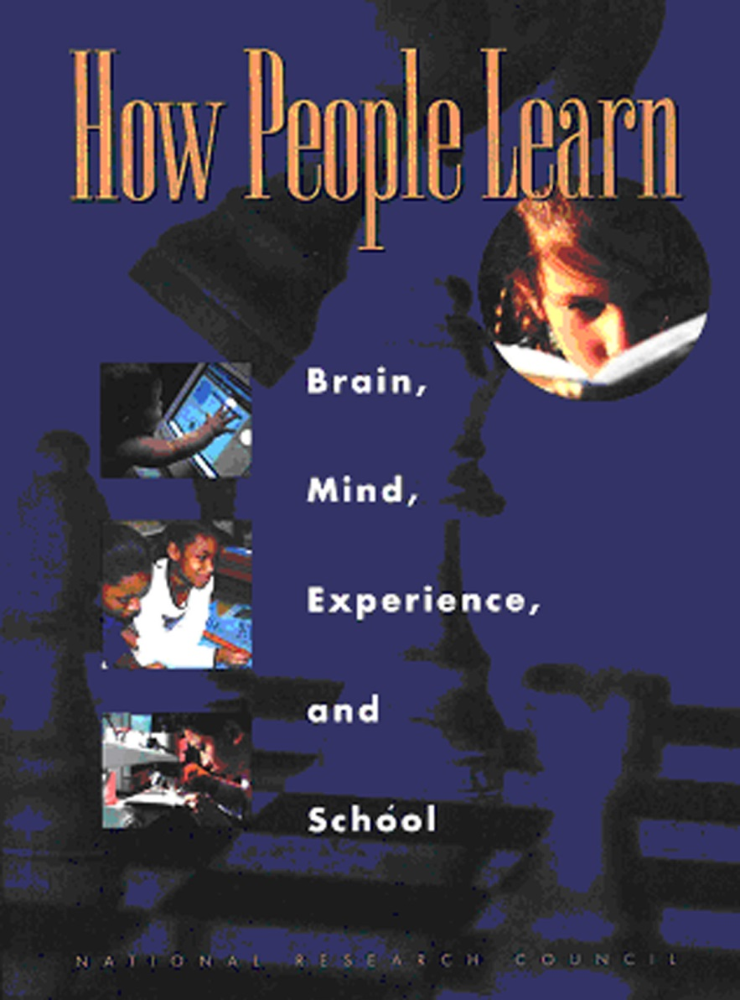 How People Learn
Brain,
Mind,
Experience,
and
School
NATIONAL RESEARCH COUNCIL